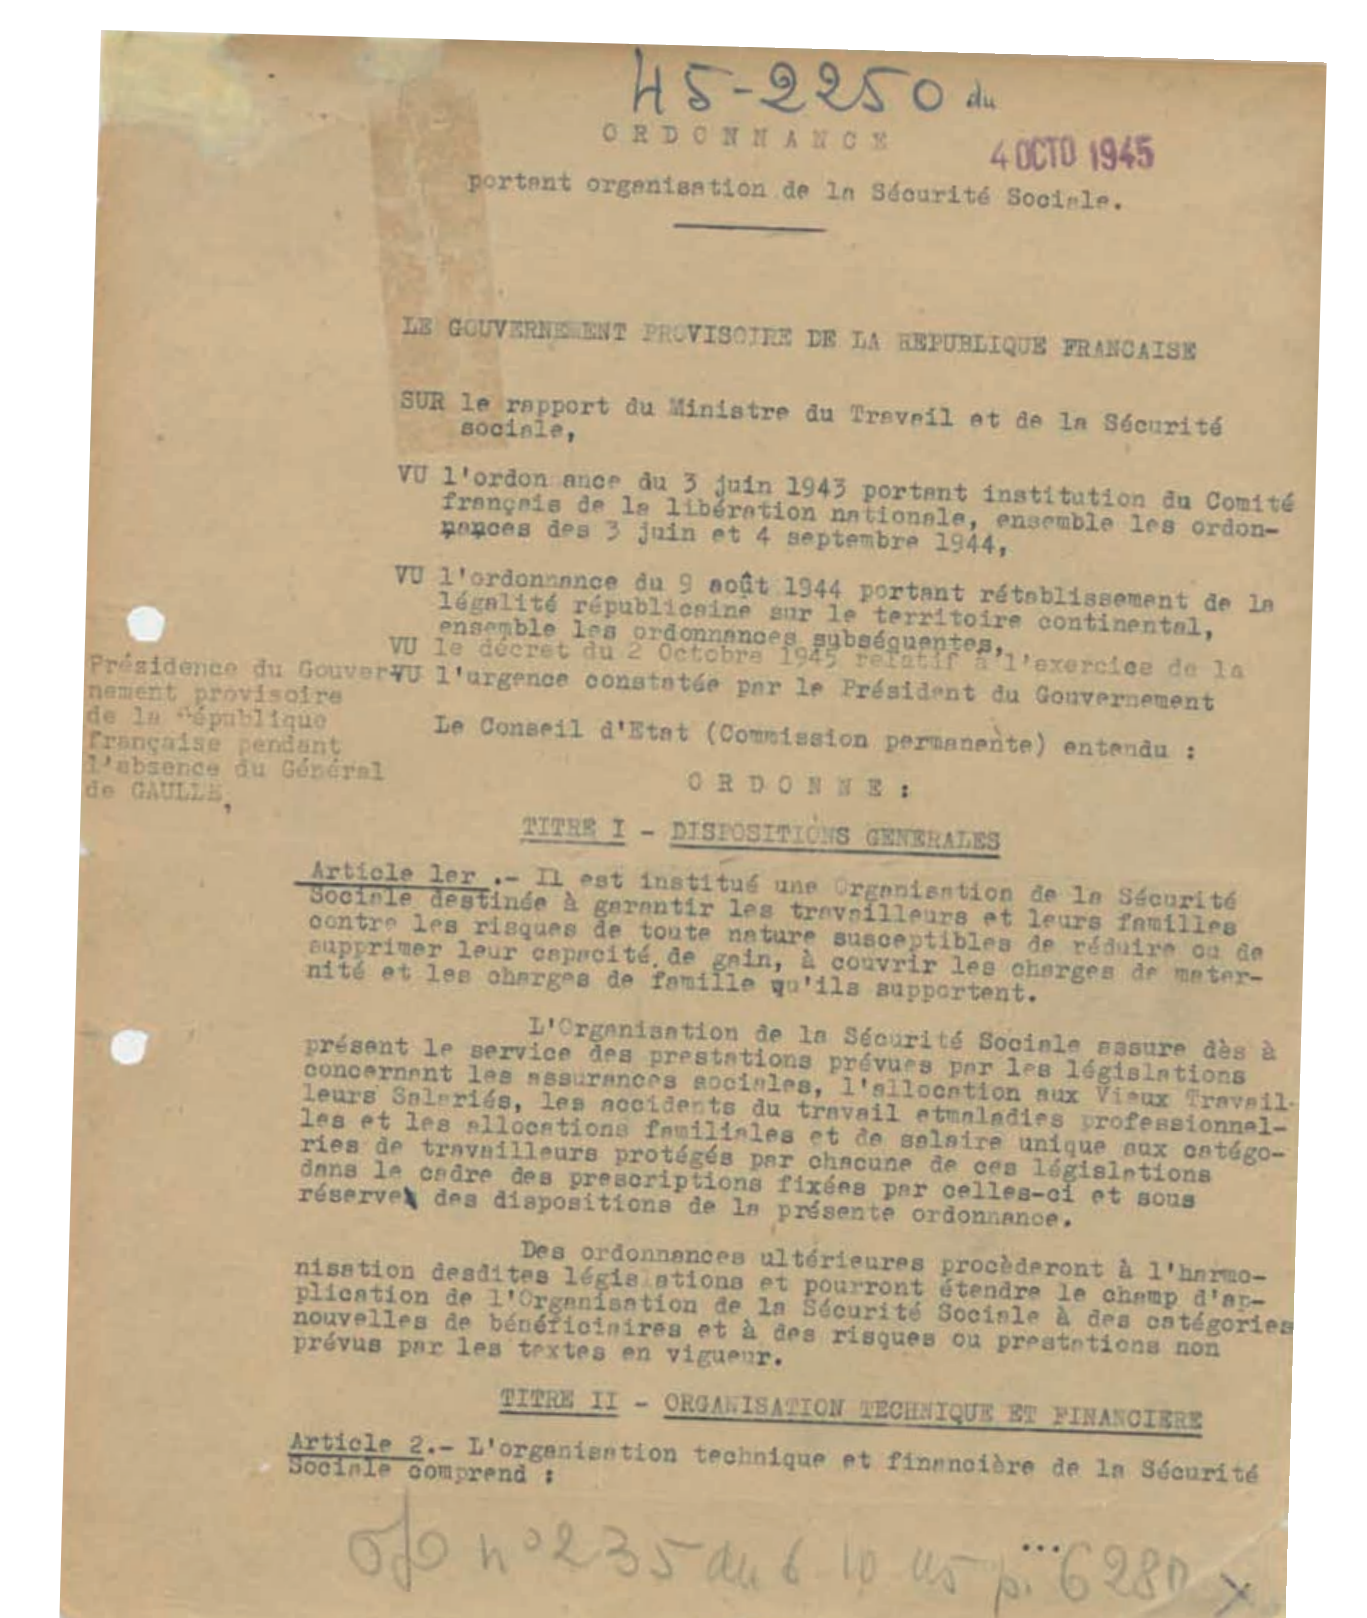 45-2250 du
ORDONNANCE
4 OCTO 1945
portant organisation de la Sécurité Sociale.
LE GOUVERNEMENT PROVISOIRE DE LA REPUBLIQUE FRANCAISE
SUR le rapport du Ministre du Travail et de la Sécurité
sociale,
VU l'ordon ance du 3 juin 1943 portant institution du Comité
français de la libération nationale, ensemble les ordon-
nances des 3 juin et 4 septembre 1944,
VU l'ordonnance du 9 août 1944 portant rétablissement de la
légalité républicaine sur le territoire continental,
ensemble les ordonnances subséquentes,
VU le décret du 2 Octobre 1945 relatif à l'exercice de la
Présidence du Gouver-
nement provisoire
de la République
française pendant
l'absence du Général
de GAULLE,
VU l'urgence constatée par le Président du Gouvernement
Le Conseil d'Etat (Commission permanente) entendu :
ORDONNE :
TITRE I - DISPOSITIONS GENERALES
Article 1er .- Il est institué une Organisation de la Sécurité
Sociale destinée à garantir les travailleurs et leurs familles
contre les risques de toute nature susceptibles de réduire ou de
supprimer leur capacité de gain, à couvrir les charges de mater-
nité et les charges de famille qu'ils supportent.
L'Organisation de la Sécurité Sociale assure dès à
présent le service des prestations prévues par les législations
concernant les assurances sociales, l'allocation aux Vieux Travail-
leurs Salariés, les accidents du travail etmaladies professionnel-
les et les allocations familiales et de salaire unique aux catégo-
ries de travailleurs protégés par chacune de ces législations
dans le cadre des prescriptions fixées par celles-ci et sous
réserve des dispositions de la présente ordonnance.
Des ordonnances ultérieures procèderont à l'harmo-
nisation desdites législations et pourront étendre le champ d'ap-
plication de l'Organisation de la Sécurité Sociale à des catégories
nouvelles de bénéficiaires et à des risques ou prestations non
prévus par les textes en vigueur.
TITRE II - ORGANISATION TECHNIQUE ET FINANCIERE
Article 2.- L'organisation technique et financière de la Sécurité
Sociale comprend :
...
n° 235 du 6 10 45 p. 6280